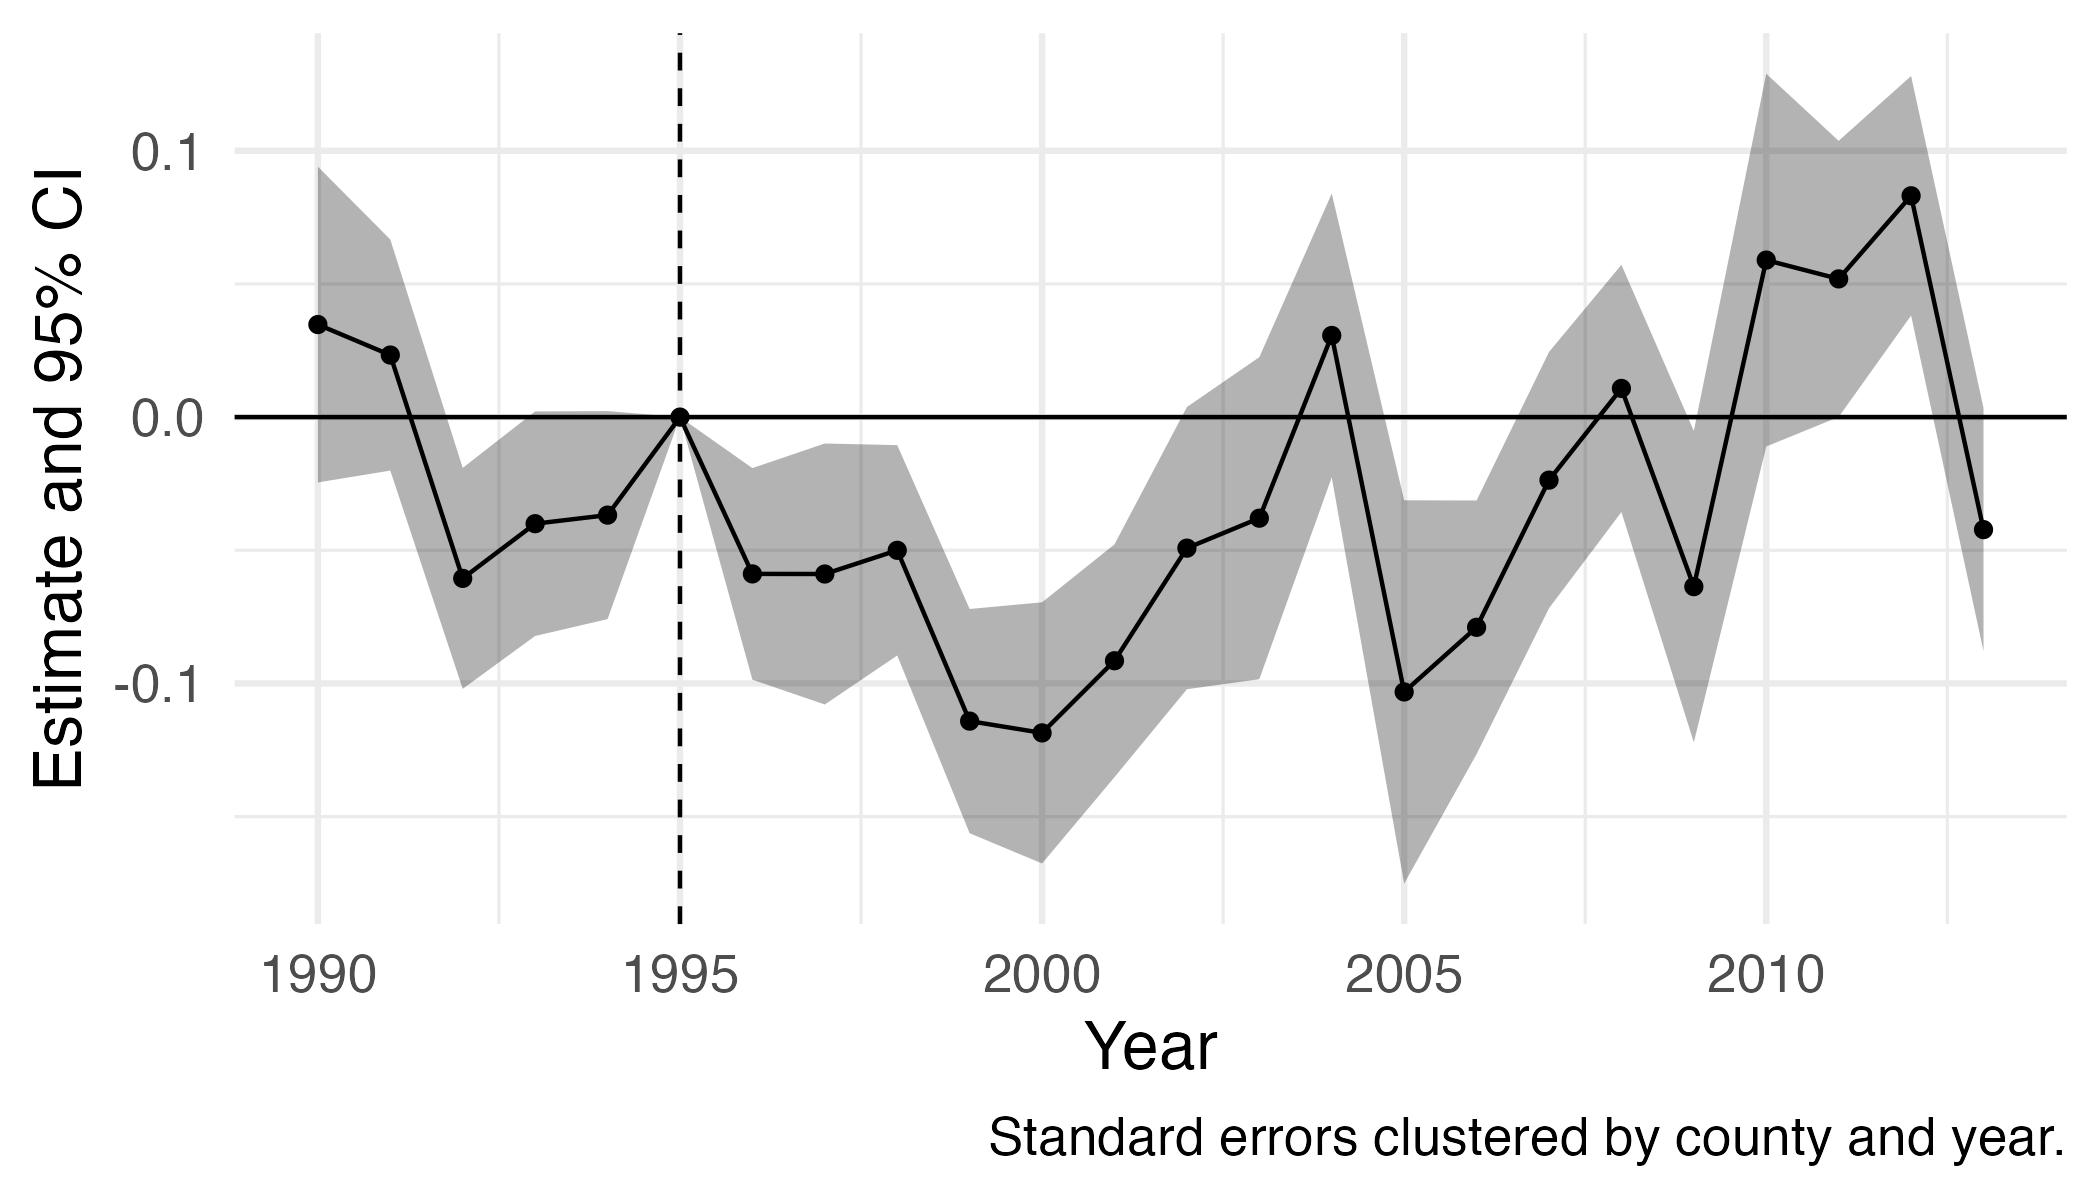 Estimate and 95% CI
0.1
0.0
-0.1
1990 1995 2000 2005 2010
Year
Standard errors clustered by county and year.